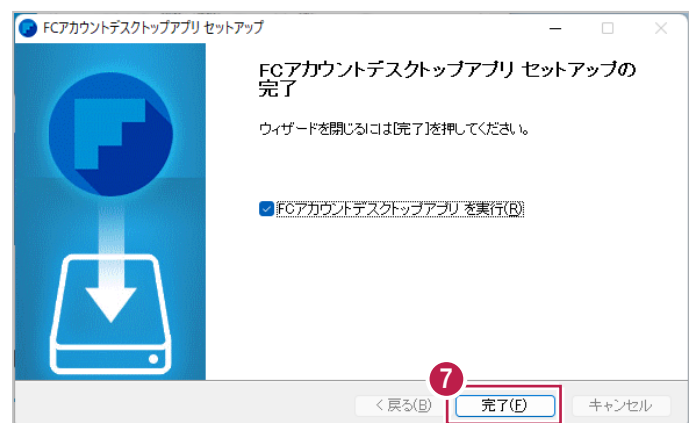 FCアカウントデスクトップアプリ セットアップ
FCアカウントデスクトップアプリ セットアップの
完了
ウィザードを閉じるには[完了]を押してください。
FCアカウントデスクトップアプリ を実行(R)
7
< 戻る(B)
完了(F)
キャンセル